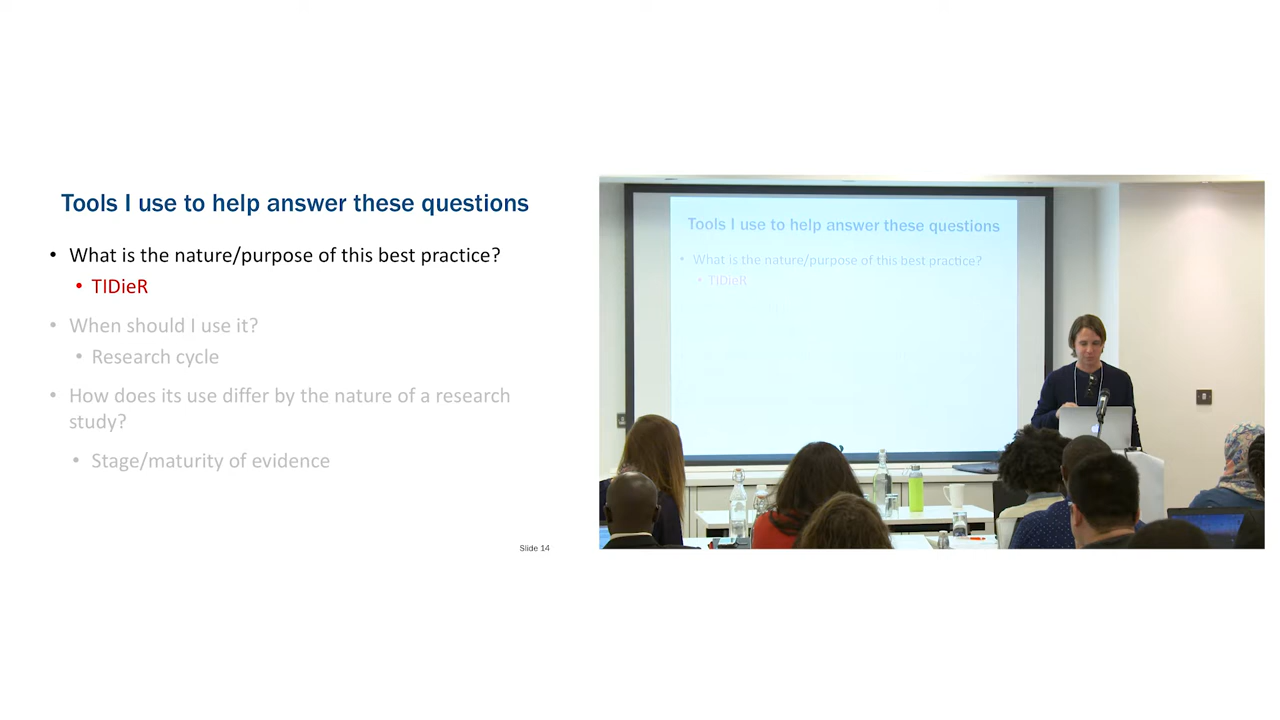 Tools I use to help answer these questions
• What is the nature/purpose of this best practice?
• TIDieR
• When should I use it?
• Research cycle
• How does its use differ by the nature of a research
study?
• Stage/maturity of evidence
Slide 14
Tools I use to help answer these questions
• What is the nature/purpose of this best practice?
• TIDieR